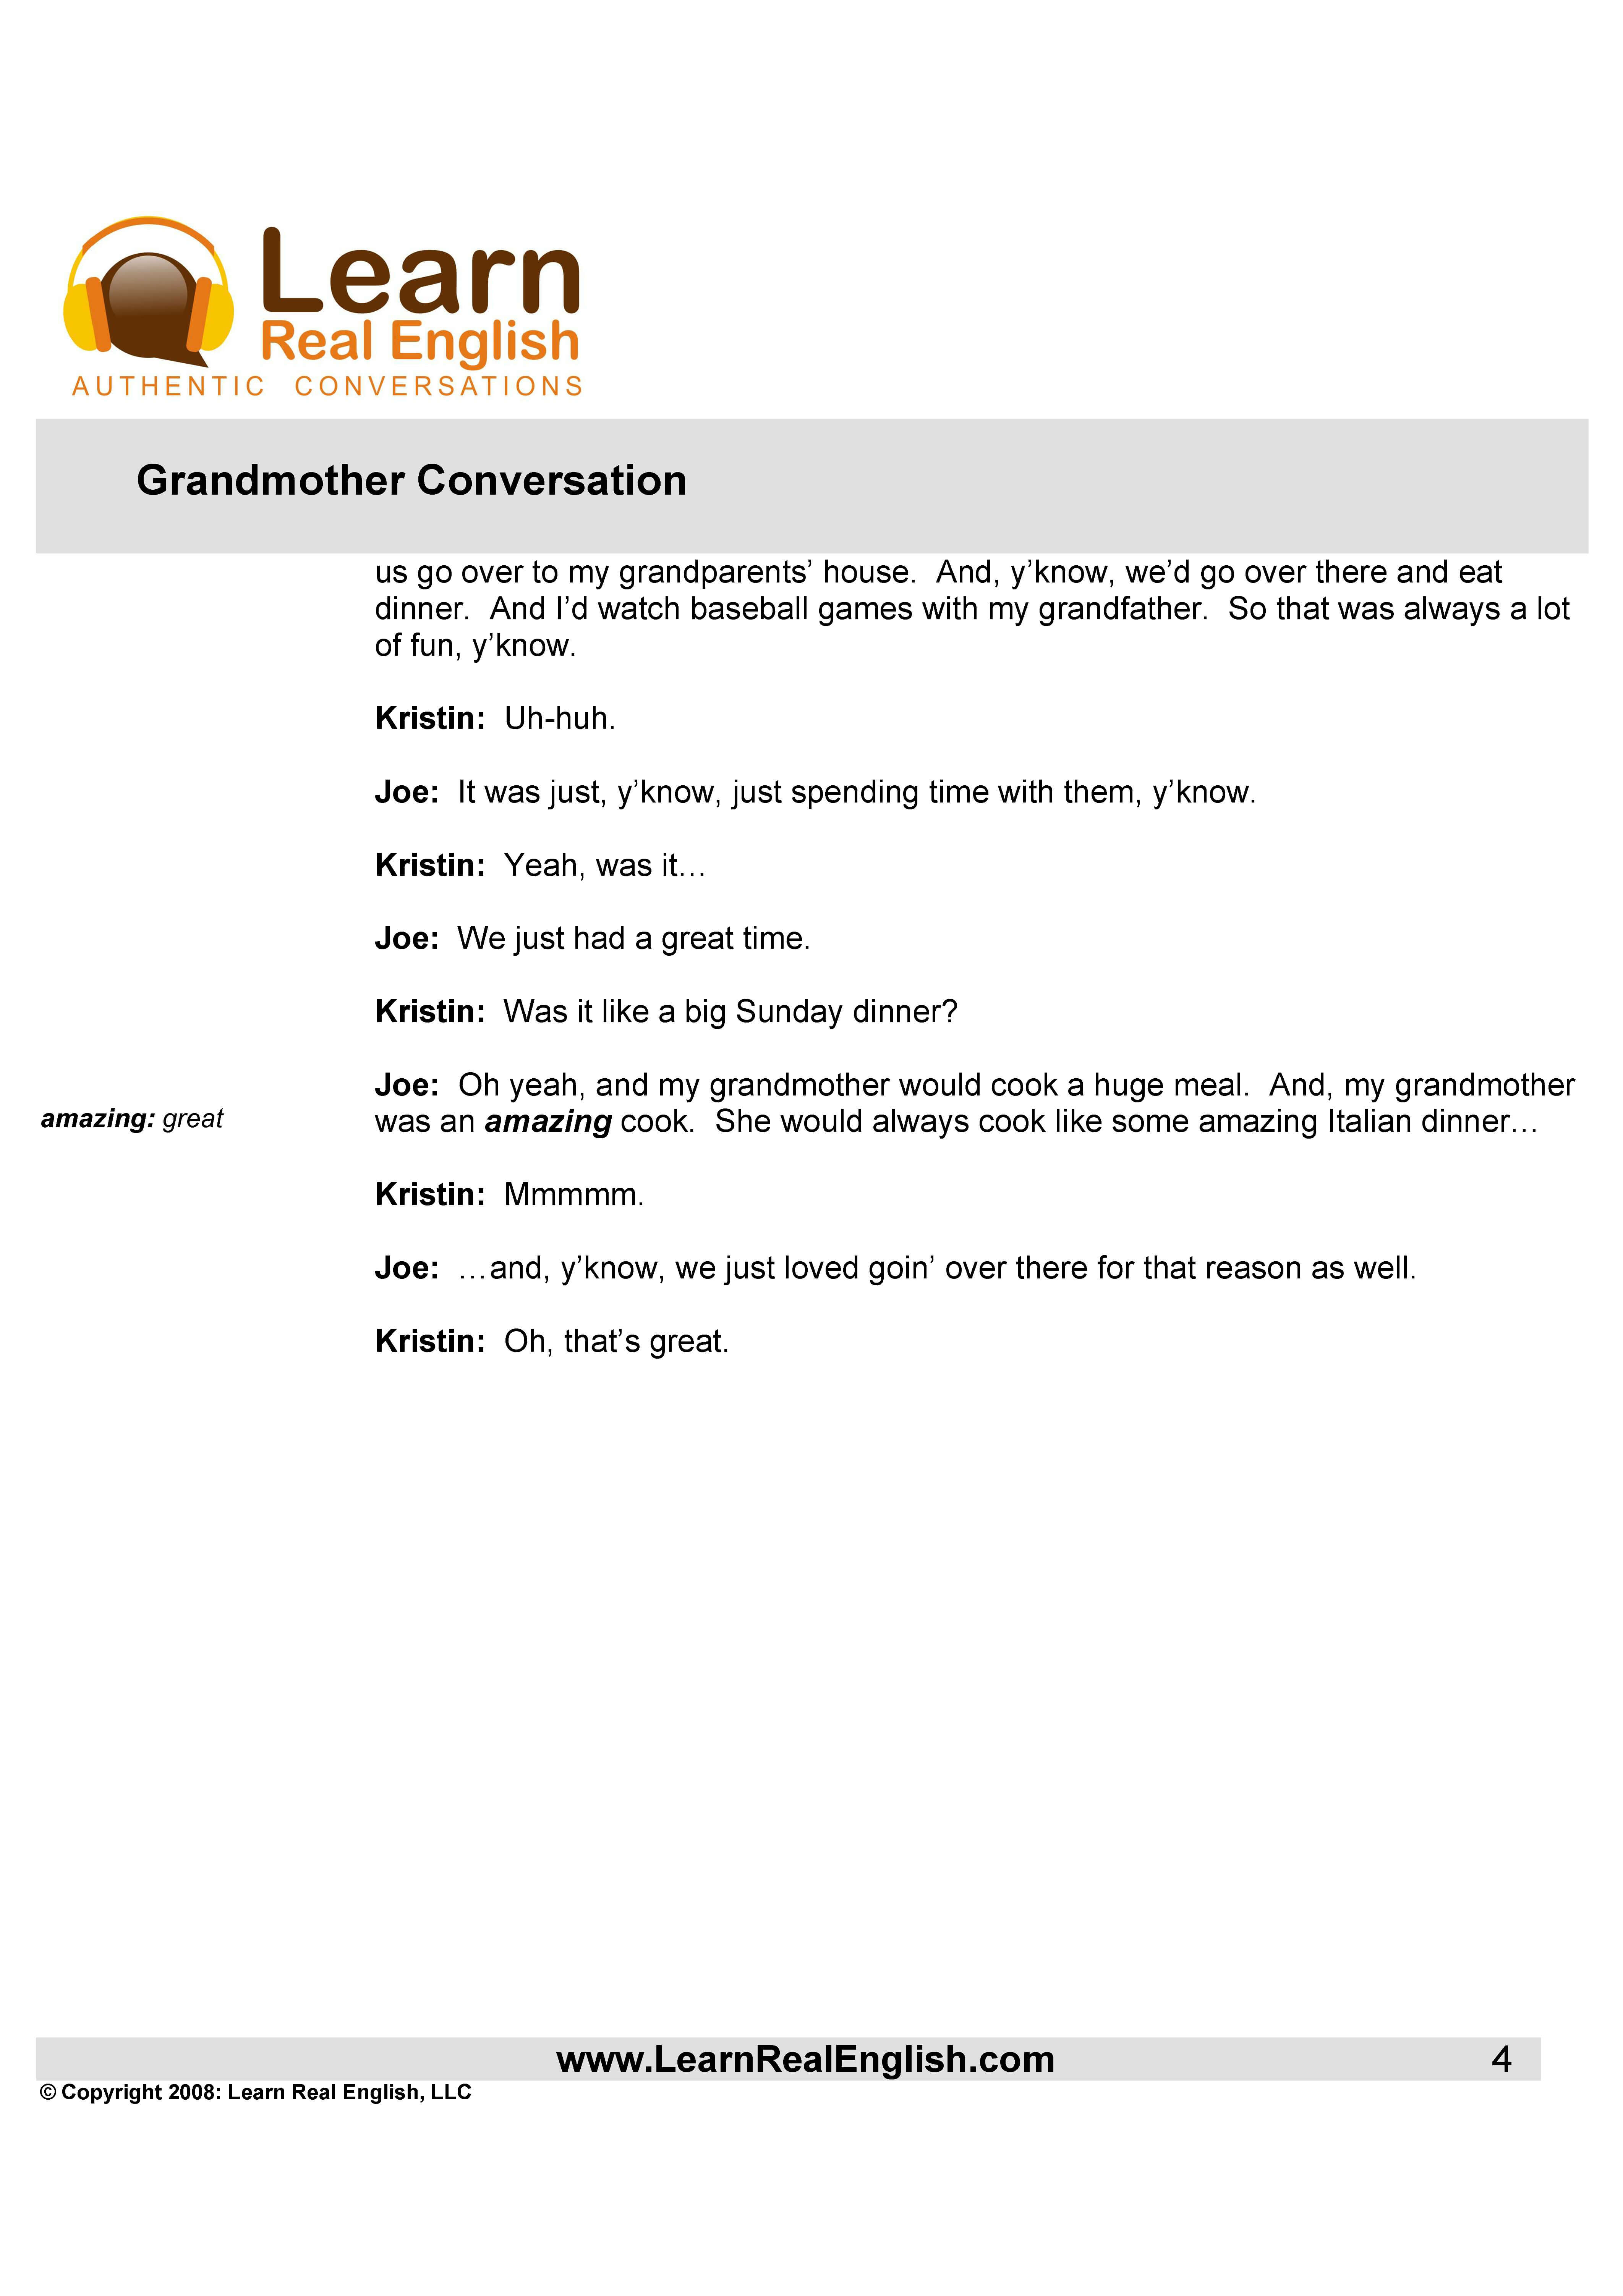 Learn
Real English
AUTHENTIC CONVERSATIONS
Grandmother Conversation
us go over to my grandparents’ house.  And, y’know, we’d go over there and eat
dinner.  And I’d watch baseball games with my grandfather.  So that was always a lot
of fun, y’know.
Kristin:  Uh-huh.
Joe:  It was just, y’know, just spending time with them, y’know.
Kristin:  Yeah, was it…
Joe:  We just had a great time.
Kristin:  Was it like a big Sunday dinner?
Joe:  Oh yeah, and my grandmother would cook a huge meal.  And, my grandmother
amazing: great
was an amazing cook.  She would always cook like some amazing Italian dinner…
Kristin:  Mmmmm.
Joe:  …and, y’know, we just loved goin’ over there for that reason as well.
Kristin:  Oh, that’s great.
www.LearnRealEnglish.com 4
© Copyright 2008: Learn Real English, LLC